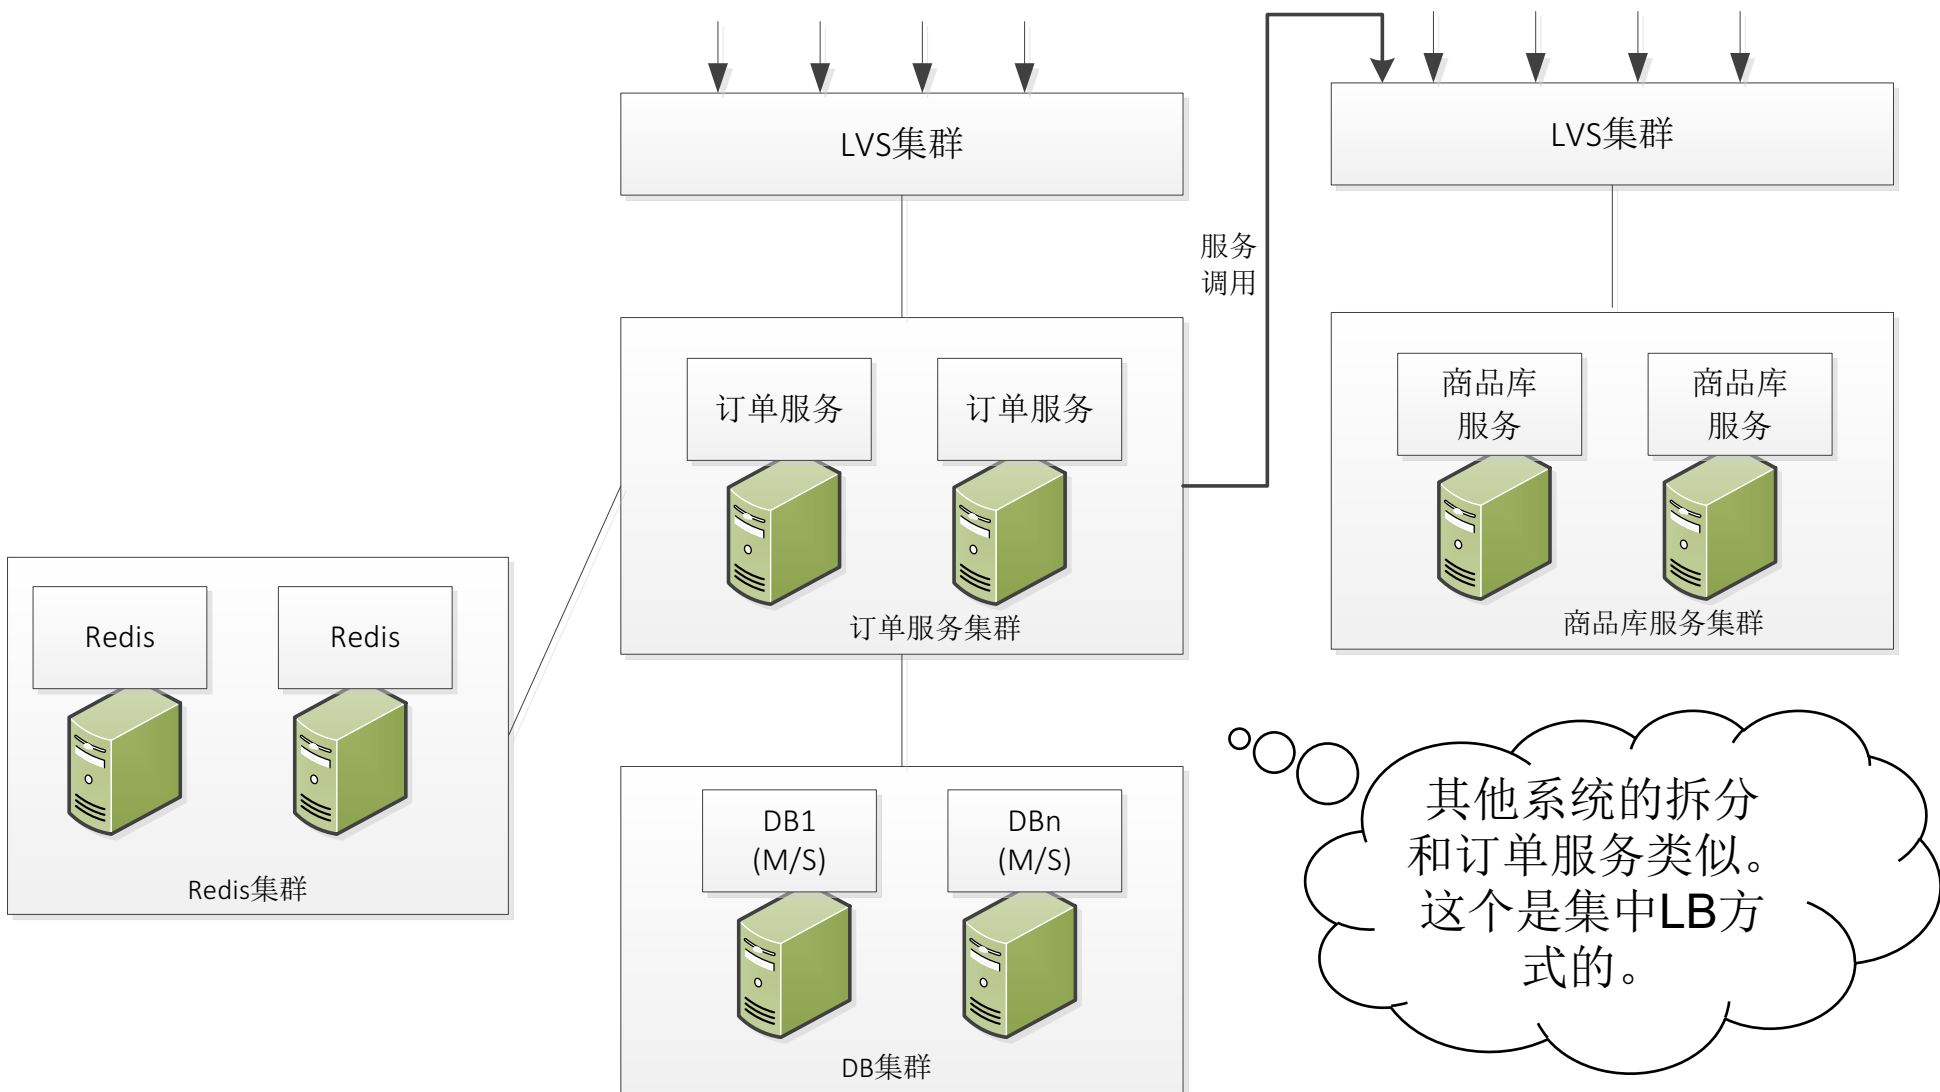 LVS集群
LVS集群
服务
调用
订单服务
订单服务
订单服务集群
商品库
服务
商品库
服务
商品库服务集群
Redis
Redis
Redis集群
DB1
(M/S)
DBn
(M/S)
DB集群
其他系统的拆分
和订单服务类似。
这个是集中LB方
式的。